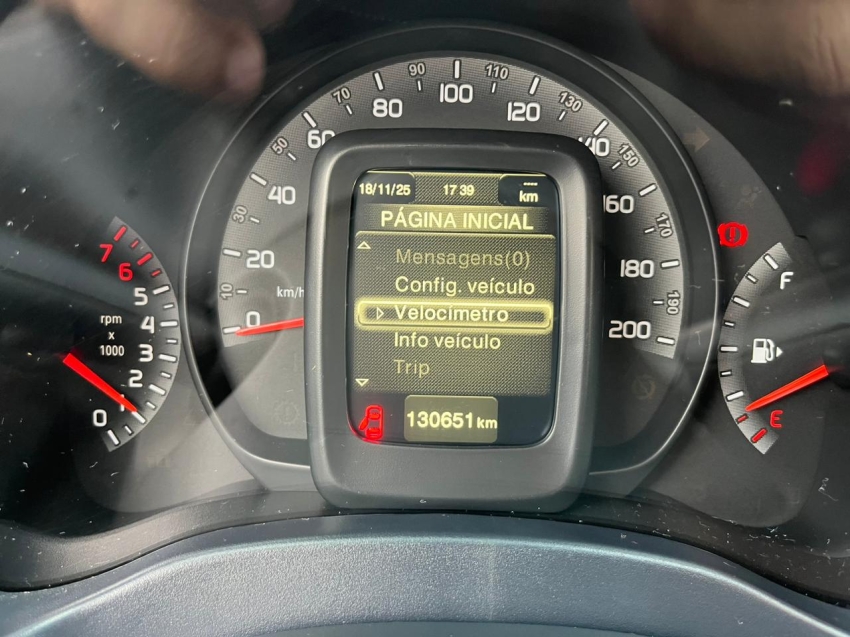 18/11/25 17 39 ---- km
PÁGINA INICIAL
Mensagens(0)
Config. veículo
Velocímetro
Info veículo
Trip
130651 km
0 10 20 30 40 50 60 70 80 90 100 110 120 130 140 150 160 170 180 190 200
km/h
7
6
5
4
3
2
1
0
rpm
x
1000
F
E